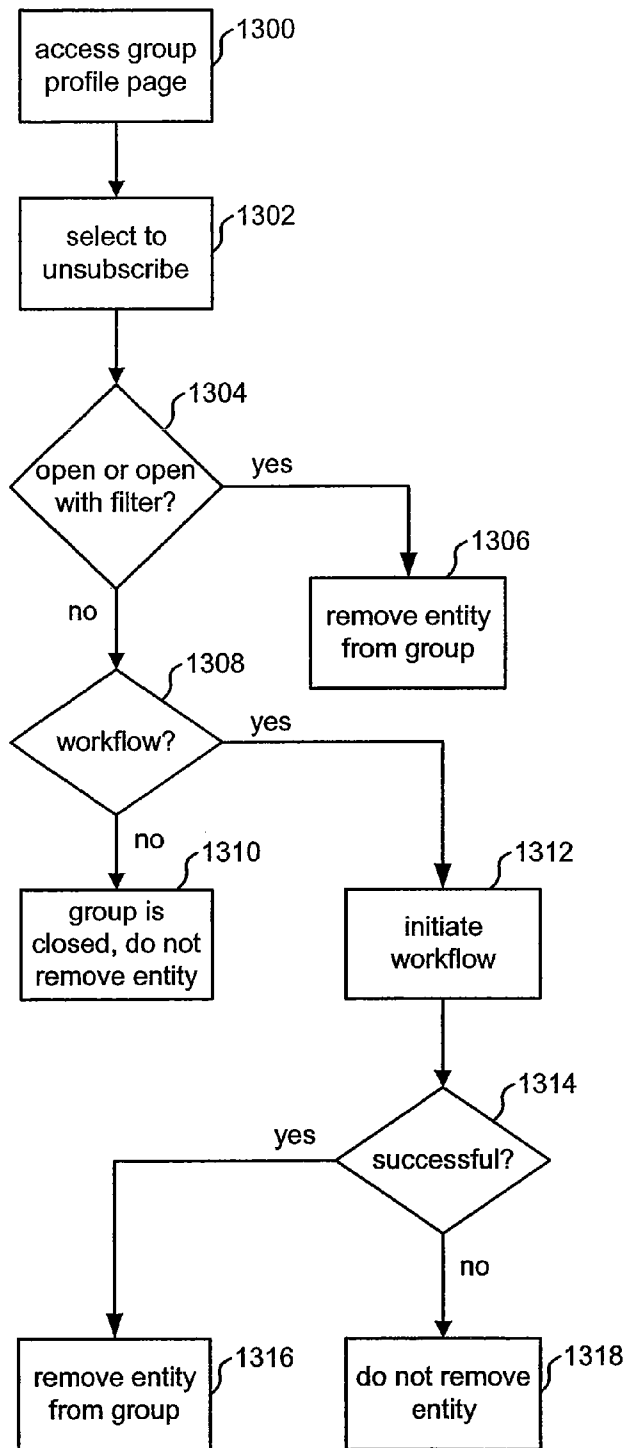 1300
access group
profile page
1302
select to
unsubscribe
1304
open or open
with filter?
yes
1306
remove entity
from group
no
1308
workflow?
yes
no
1310
group is
closed, do not
remove entity
1312
initiate
workflow
1314
successful?
yes
no
1316
remove entity
from group
1318
do not remove
entity